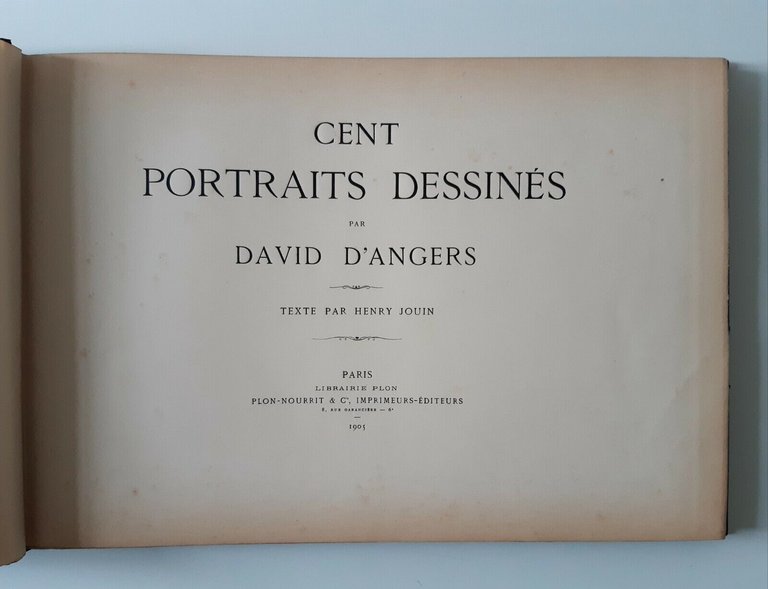 CENT
PORTRAITS DESSINÉS
PAR
DAVID D'ANGERS
TEXTE PAR HENRY JOUIN
PARIS
LIBRAIRIE PLON
PLON-NOURRIT & Cie, IMPRIMEURS-ÉDITEURS
8, RUE GARANCIÈRE — 6e
1905